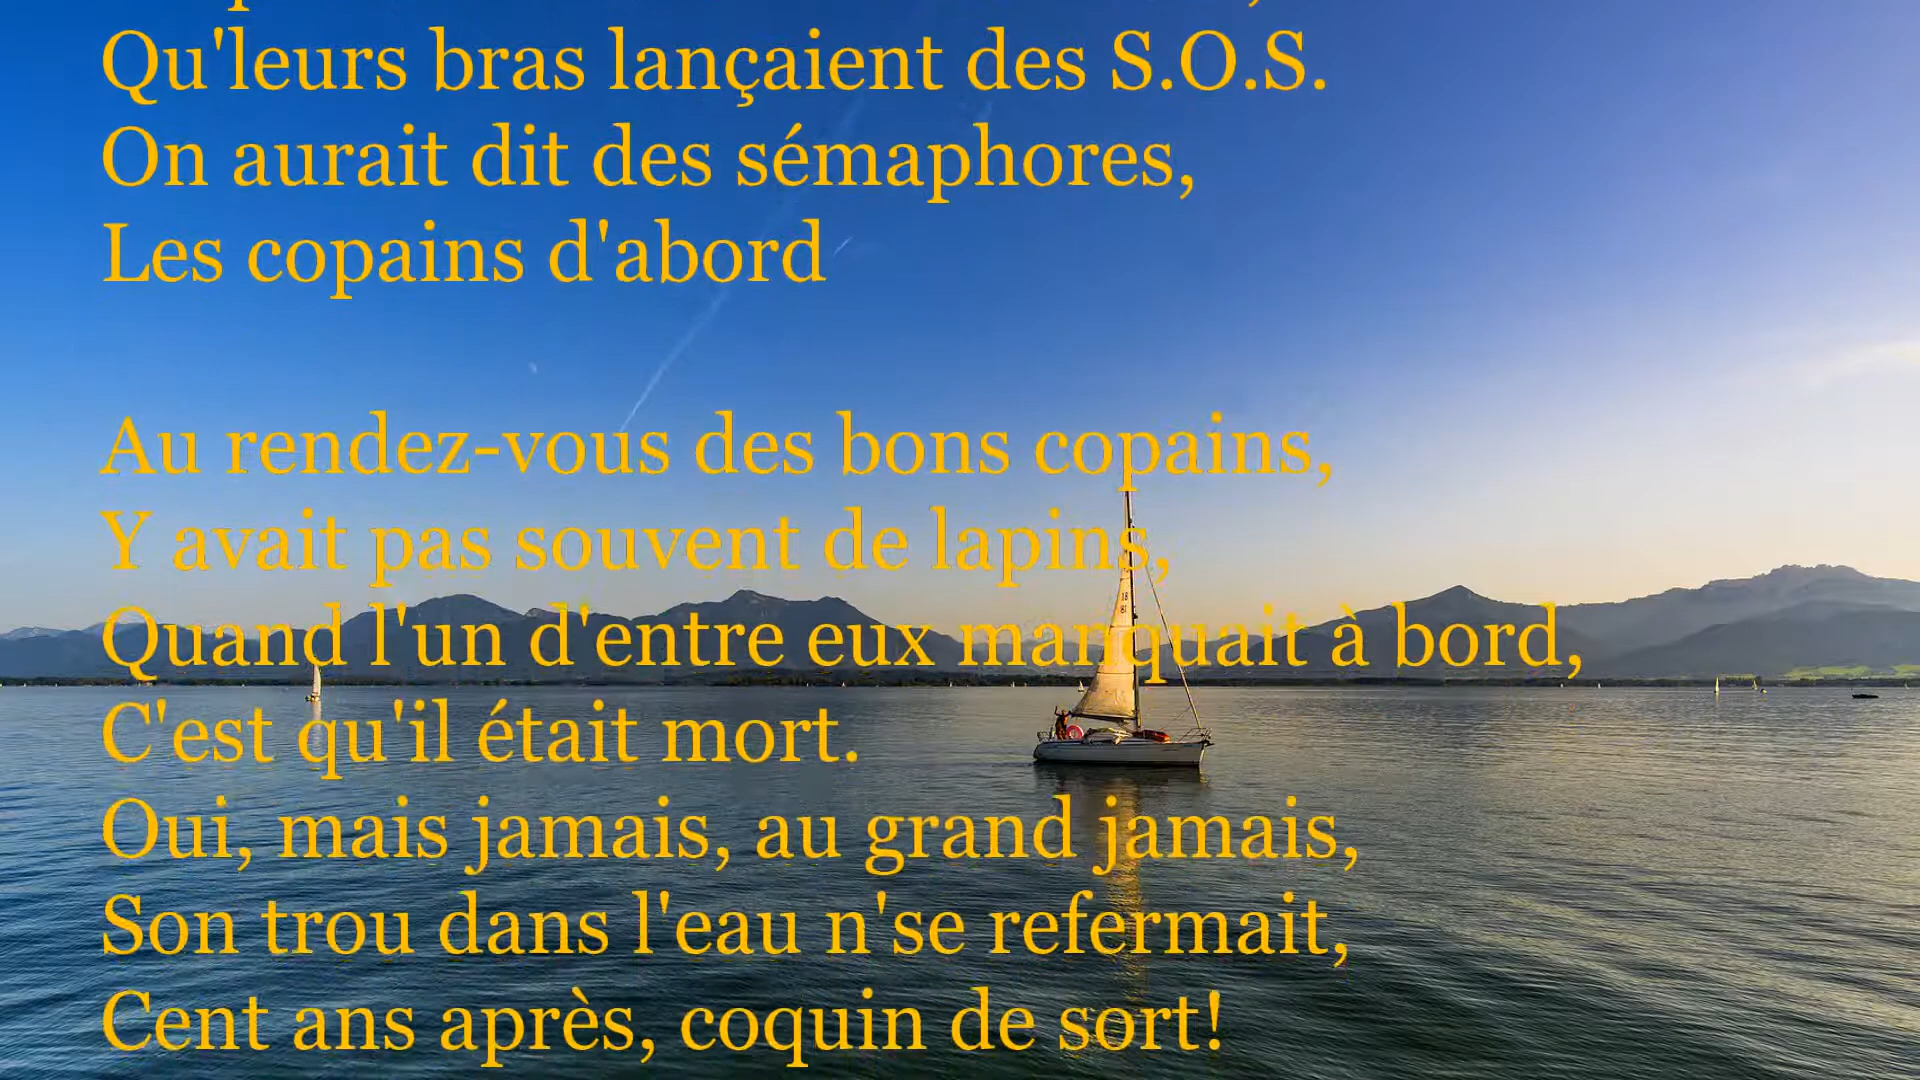 Qu'leurs bras lançaient des S.O.S.
On aurait dit des sémaphores,
Les copains d'abord
Au rendez-vous des bons copains,
Y avait pas souvent de lapins,
Quand l'un d'entre eux manquait à bord,
C'est qu'il était mort.
Oui, mais jamais, au grand jamais,
Son trou dans l'eau n'se refermait,
Cent ans après, coquin de sort!